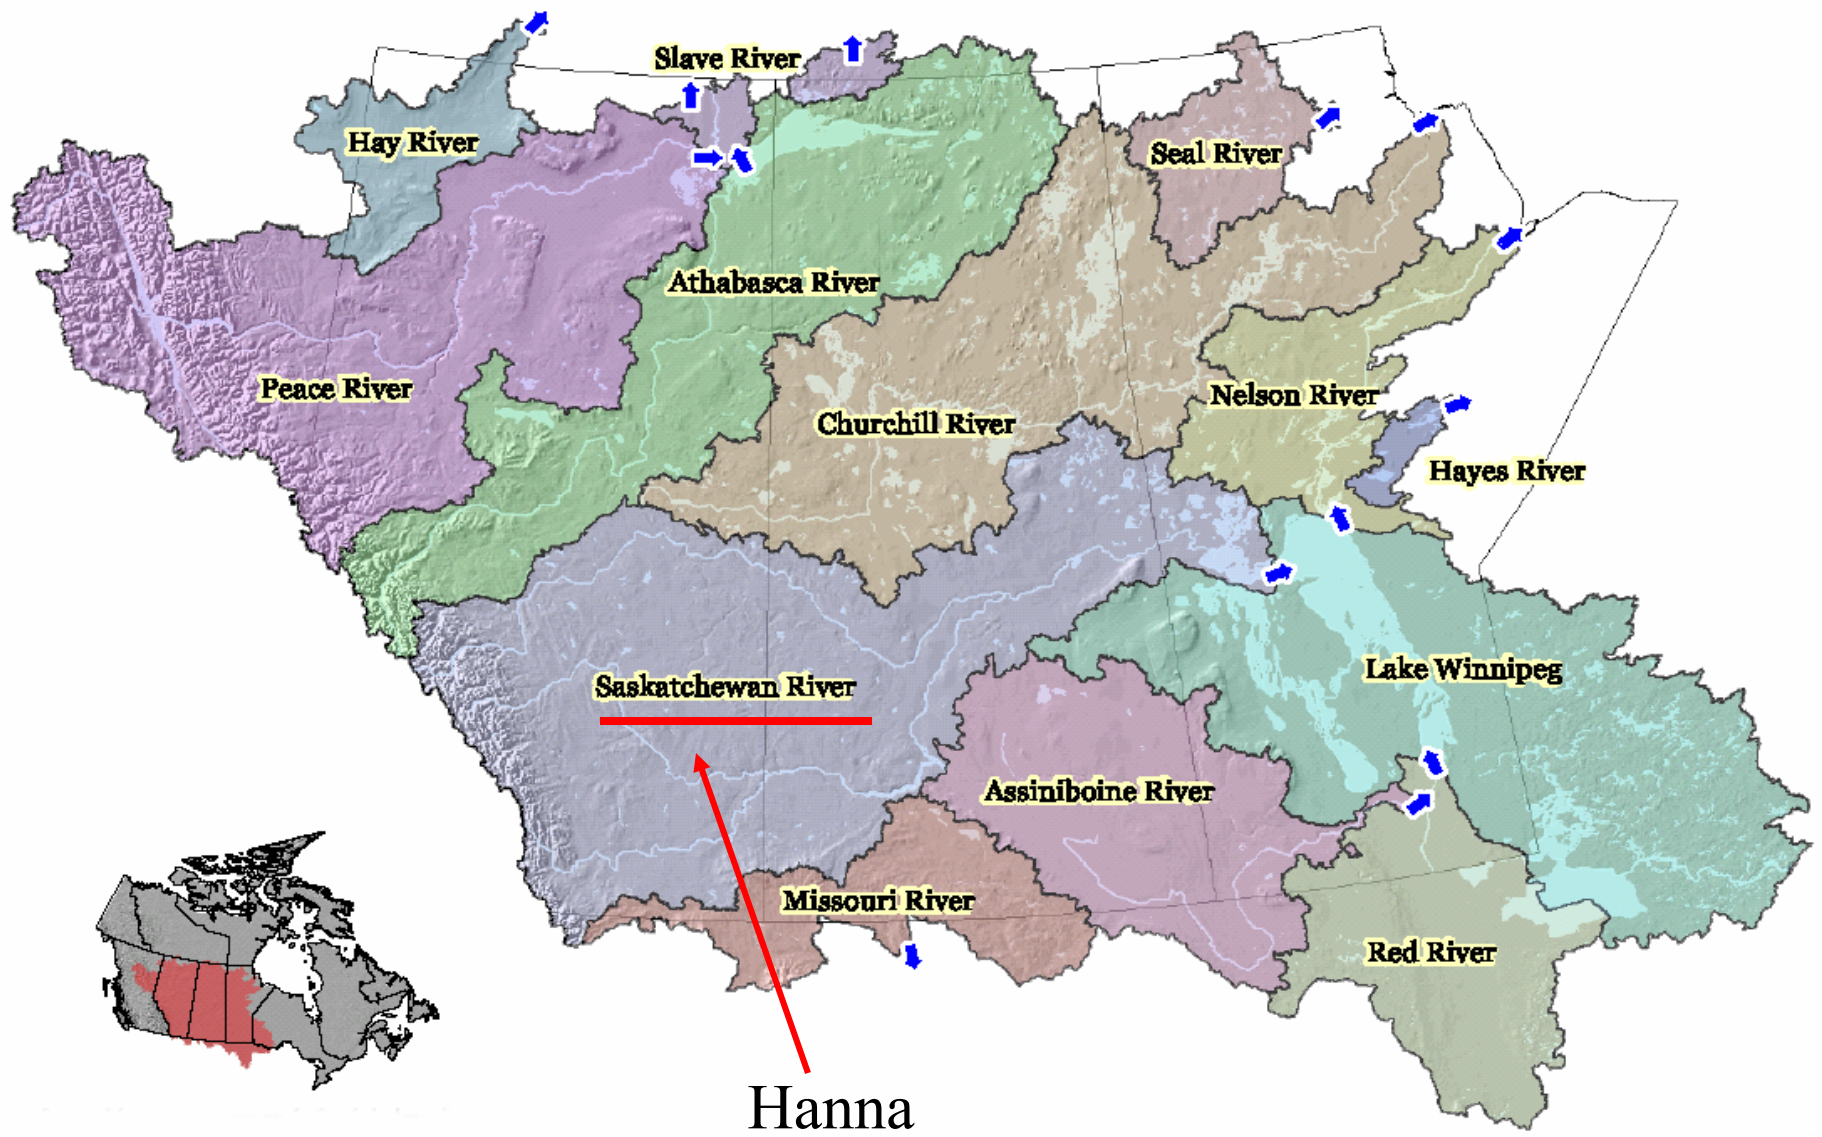 Slave River
Hay River
Seal River
Athabasca River
Peace River
Nelson River
Churchill River
Hayes River
Lake Winnipeg
Saskatchewan River
Assiniboine River
Missouri River
Red River
Hanna